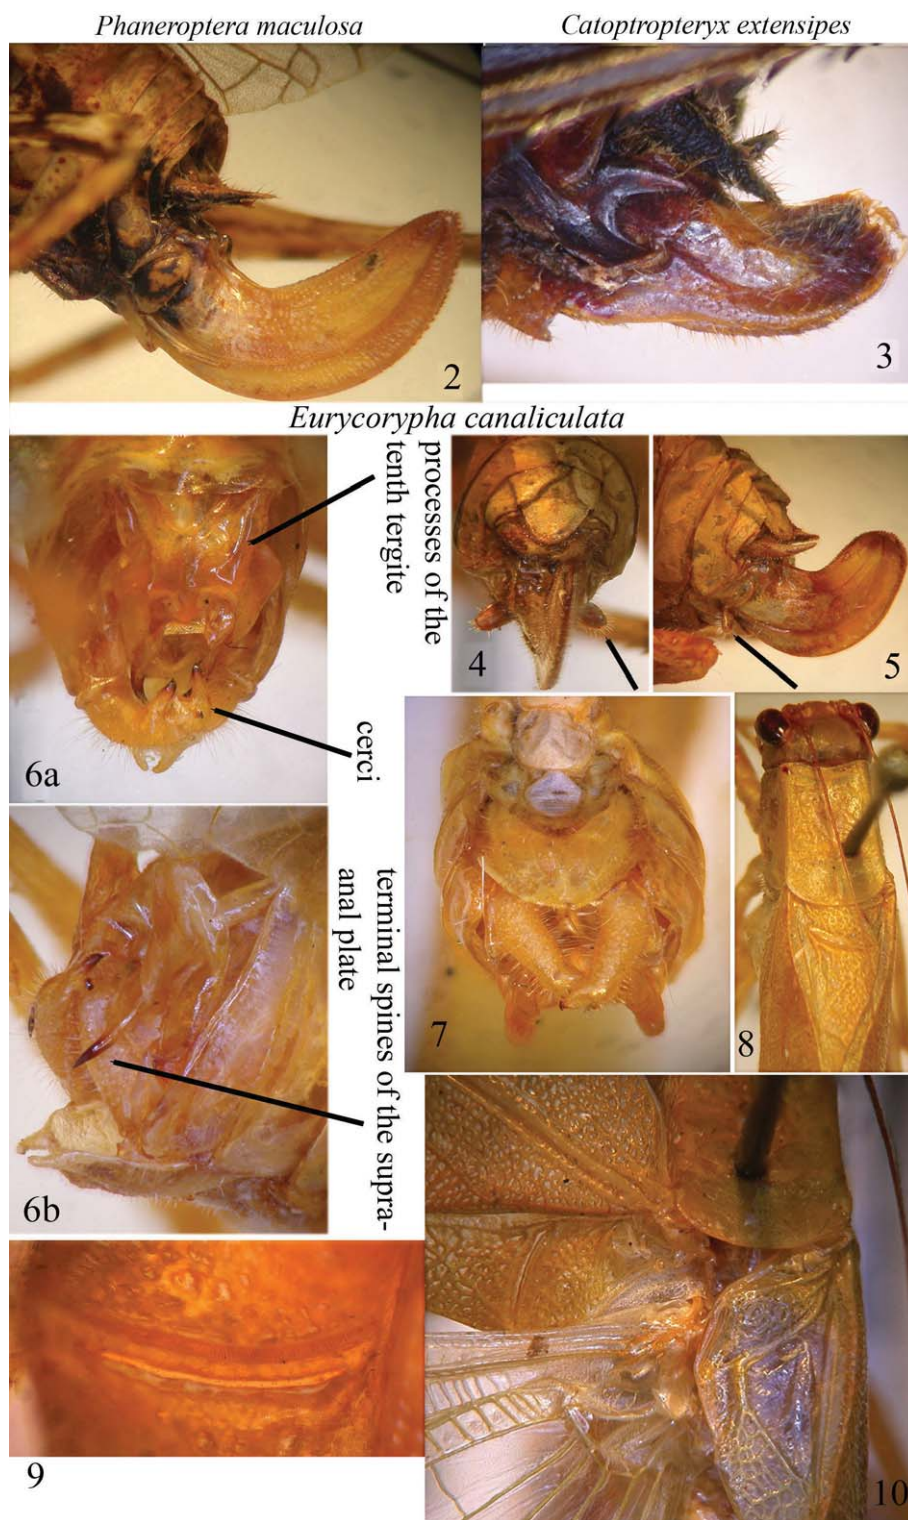 Phaneroptera maculosa
Catoptropteryx extensipes
2
3
Eurycorypha canaliculata
processes of the
tenth tergite
cerci
6a
4
5
terminal spines of the supra-
anal plate
6b
7
8
9
10